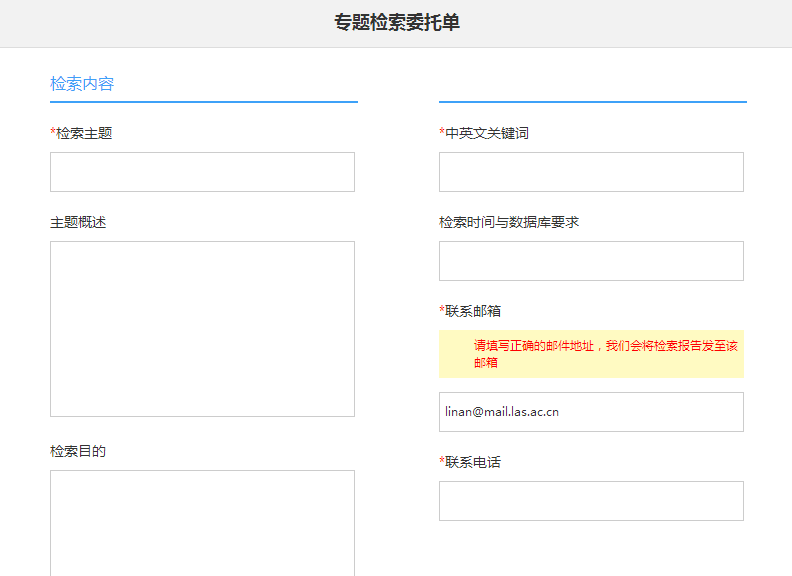 专题检索委托单
检索内容
*检索主题
主题概述
检索目的
*中英文关键词
检索时间与数据库要求
*联系邮箱
请填写正确的邮件地址，我们会将检索报告发至该
邮箱
linan@mail.las.ac.cn
*联系电话